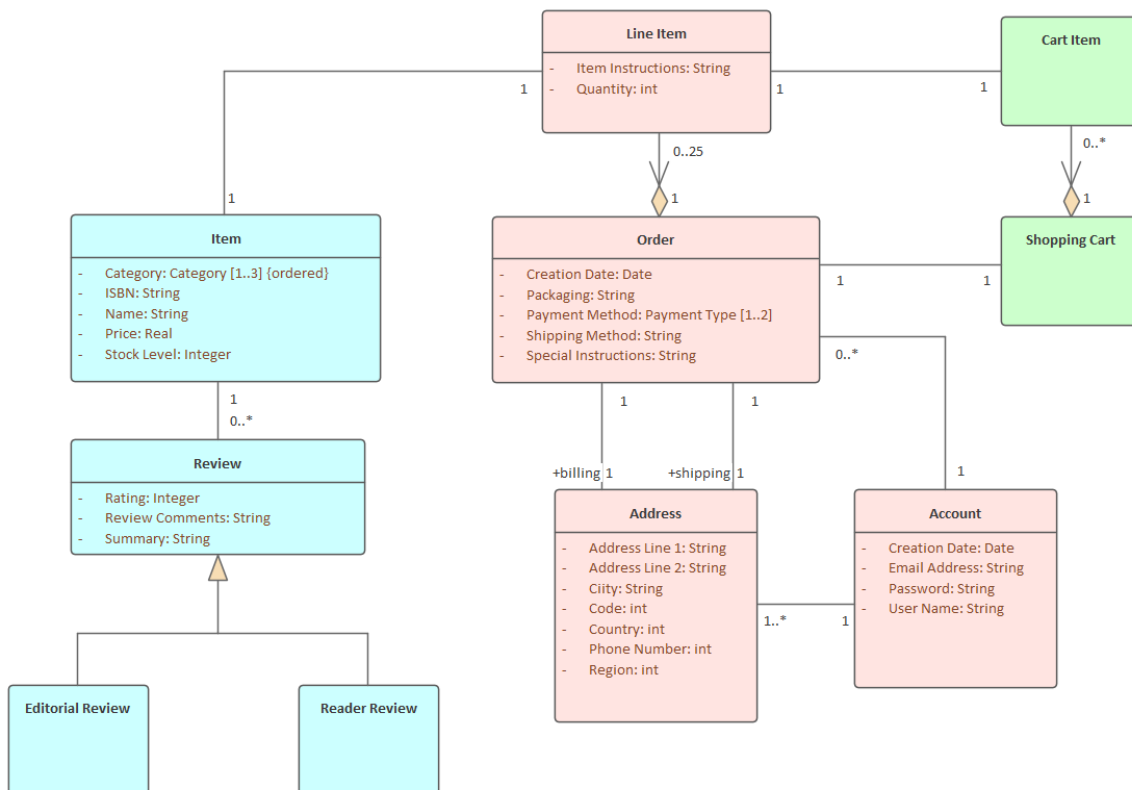 Line Item
- Item Instructions: String
- Quantity: int
Cart Item
1
1
1
1
0..25
0..*
1
1
Item
- Category: Category [1..3] {ordered}
- ISBN: String
- Name: String
- Price: Real
- Stock Level: Integer
Order
- Creation Date: Date
- Packaging: String
- Payment Method: Payment Type [1..2]
- Shipping Method: String
- Special Instructions: String
Shopping Cart
1
1
0..*
1
0..*
1
1
Review
- Rating: Integer
- Review Comments: String
- Summary: String
+billing 1
+shipping 1
1
Address
- Address Line 1: String
- Address Line 2: String
- Ciity: String
- Code: int
- Country: int
- Phone Number: int
- Region: int
Account
- Creation Date: Date
- Email Address: String
- Password: String
- User Name: String
1..*
1
Editorial Review
Reader Review